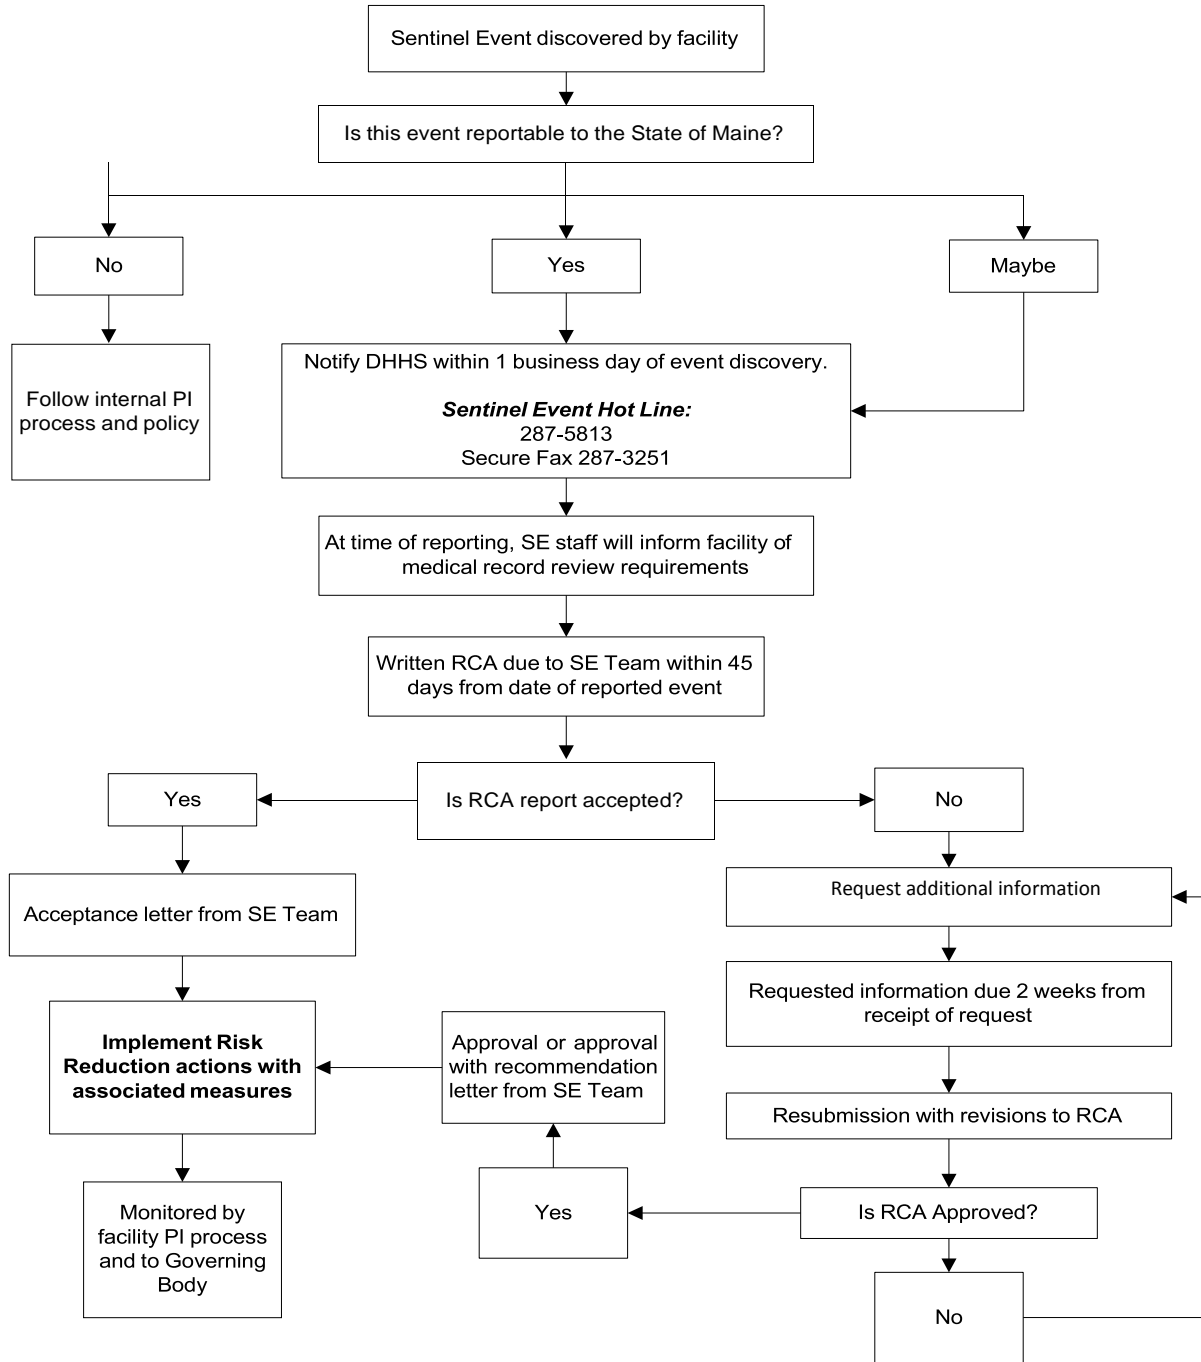 Sentinel Event discovered by facility
Is this event reportable to the State of Maine?
No
Yes
Maybe
Follow internal PI
process and policy
Notify DHHS within 1 business day of event discovery.
Sentinel Event Hot Line:
287-5813
Secure Fax 287-3251
At time of reporting, SE staff will inform facility of
medical record review requirements
Written RCA due to SE Team within 45
days from date of reported event
Is RCA report accepted?
Yes
No
Acceptance letter from SE Team
Request additional information
Requested information due 2 weeks from
receipt of request
Implement Risk
Reduction actions with
associated measures
Approval or approval
with recommendation
letter from SE Team
Resubmission with revisions to RCA
Is RCA Approved?
Yes
No
Monitored by
facility PI process
and to Governing
Body